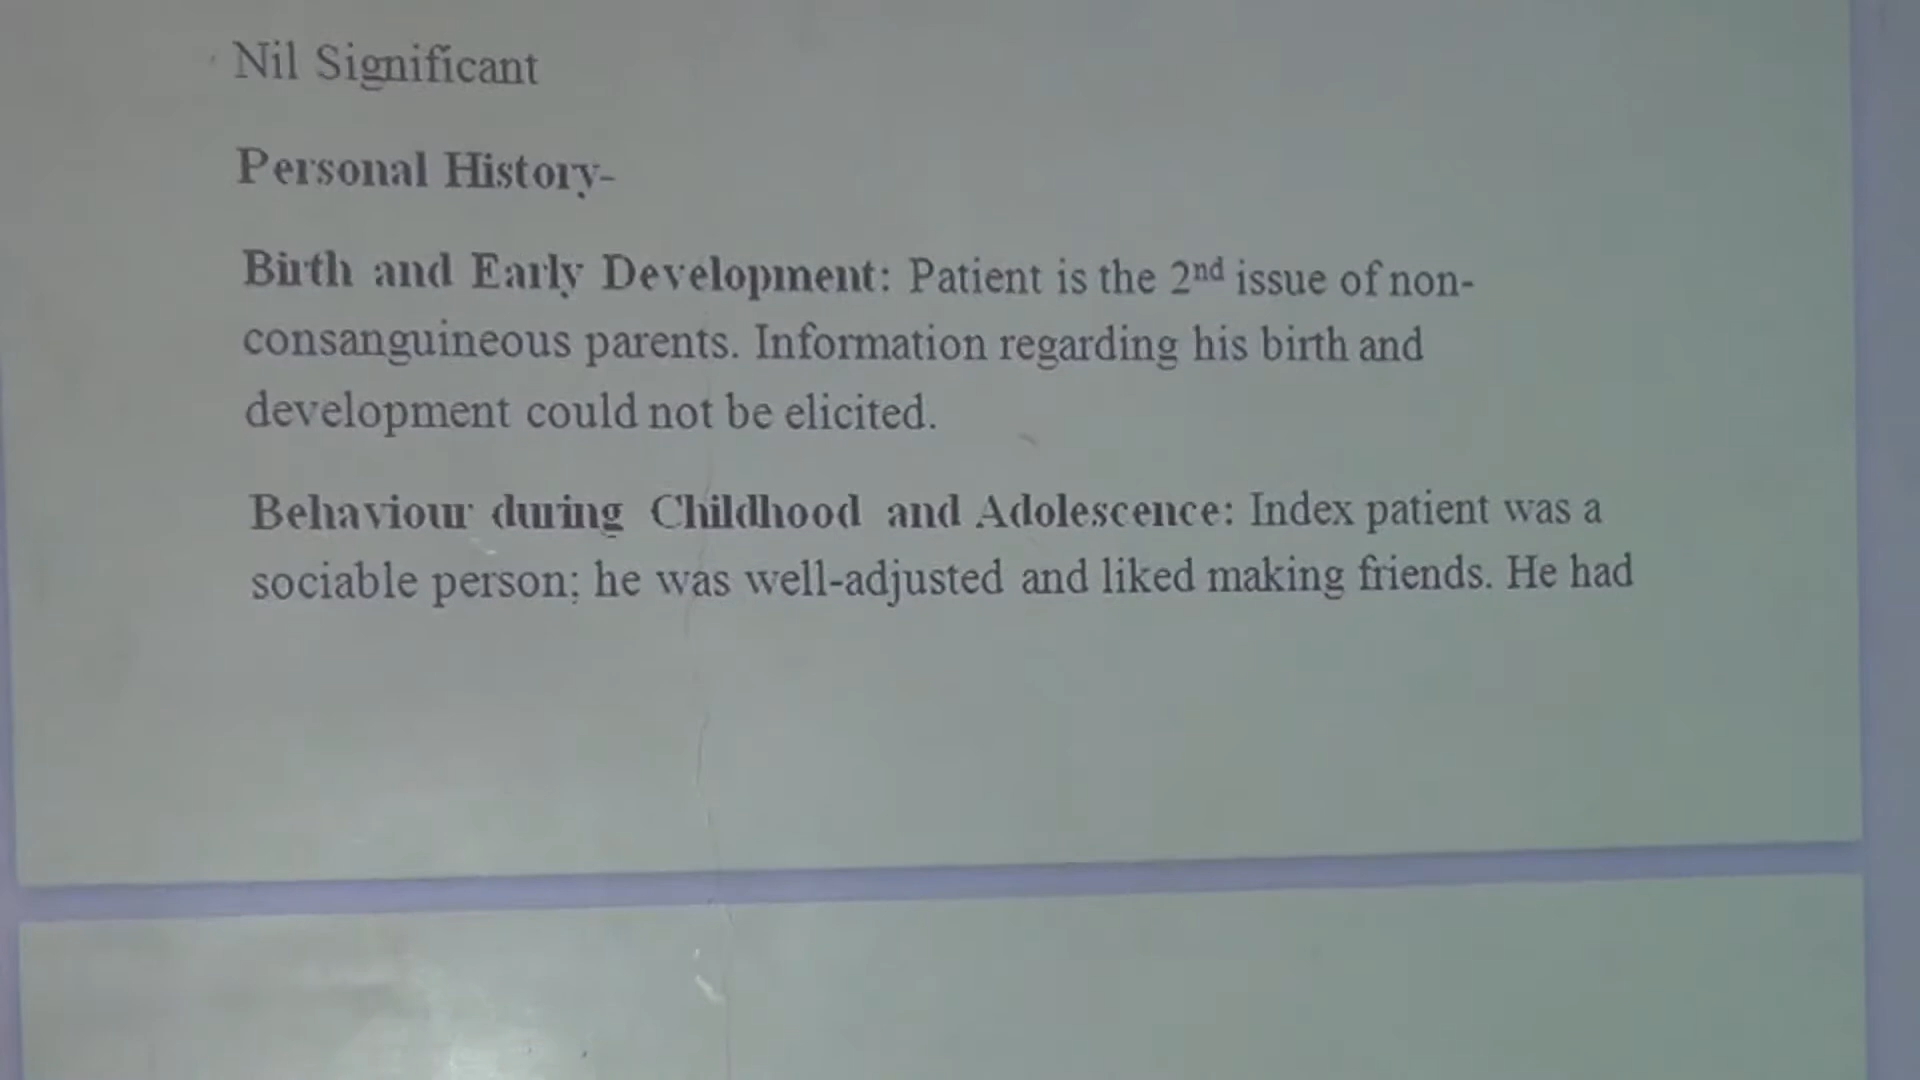 Nil Significant
Personal History-
Birth and Early Development: Patient is the 2nd issue of non-
consanguineous parents. Information regarding his birth and
development could not be elicited.
Behaviour during Childhood and Adolescence: Index patient was a
sociable person; he was well-adjusted and liked making friends. He had